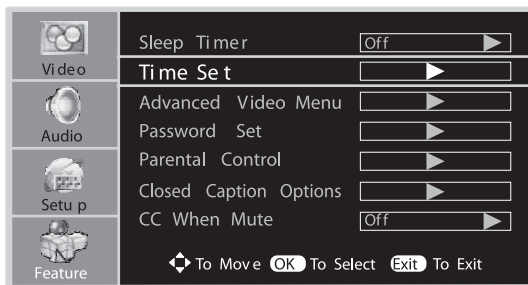 Video
Audio
Setup
Feature
Sleep Timer Off
Time Set
Advanced Video Menu
Password Set
Parental Control
Closed Caption Options
CC When Mute Off
To Move OK To Select Exit To Exit